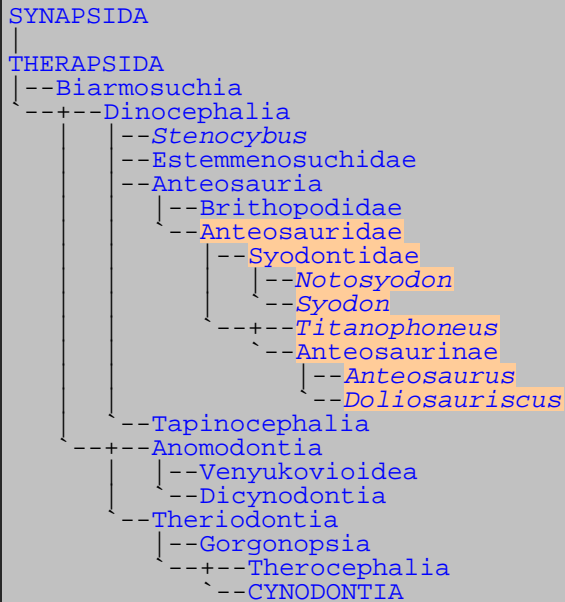 SYNAPSIDA
|
THERAPSIDA
|--Biarmosuchia
`--+--Dinocephalia
   |  |--Stenocybus
   |  |--Estemmenosuchidae
   |  |--Anteosauria
   |  |  |--Brithopodidae
   |  |  `--Anteosauridae
   |  |     |--Syodontidae
   |  |     |  |--Notosyodon
   |  |     |  `--Syodon
   |  |     `--+--Titanophoneus
   |  |        `--Anteosaurinae
   |  |           |--Anteosaurus
   |  |           `--Doliosauriscus
   |  `--Tapinocephalia
   `--+--Anomodontia
      |  |--Venyukovioidea
      |  `--Dicynodontia
      `--Theriodontia
         |--Gorgonopsia
         `--+--Therocephalia
            `--CYNODONTIA